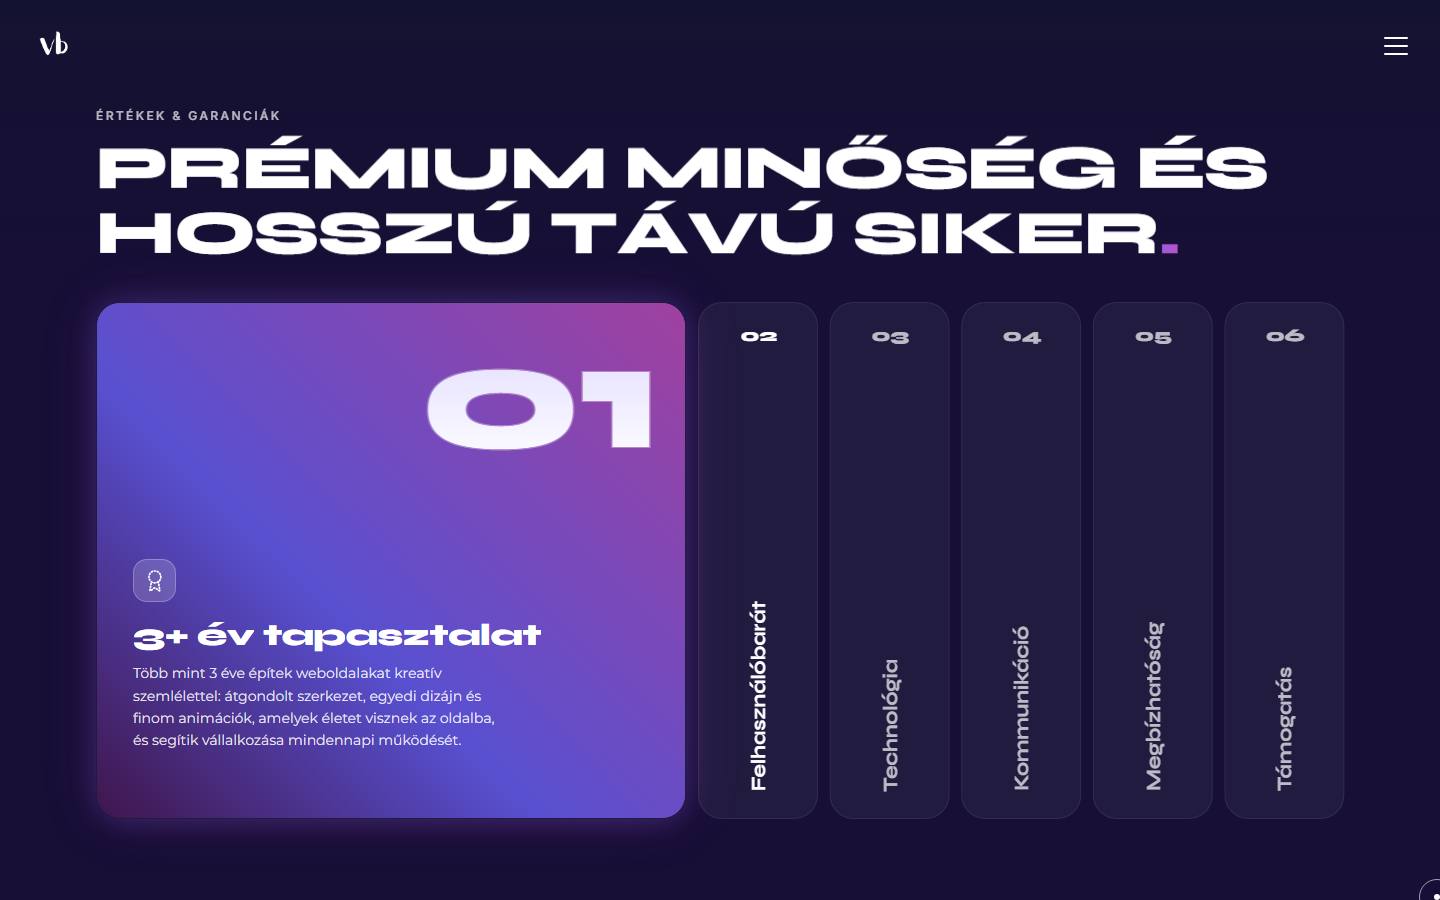 vb
ÉRTÉKEK & GARANCIÁK
PRÉMIUM MINŐSÉG ÉS
HOSSZÚ TÁVÚ SIKER.
01
3+ év tapasztalat
Több mint 3 éve építek weboldalakat kreatív
szemlélettel: átgondolt szerkezet, egyedi dizájn és
finom animációk, amelyek életet visznek az oldalba,
és segítik vállalkozása mindennapi működését.
02
Felhasználóbarát
03
Technológia
04
Kommunikáció
05
Megbízhatóság
06
Támogatás